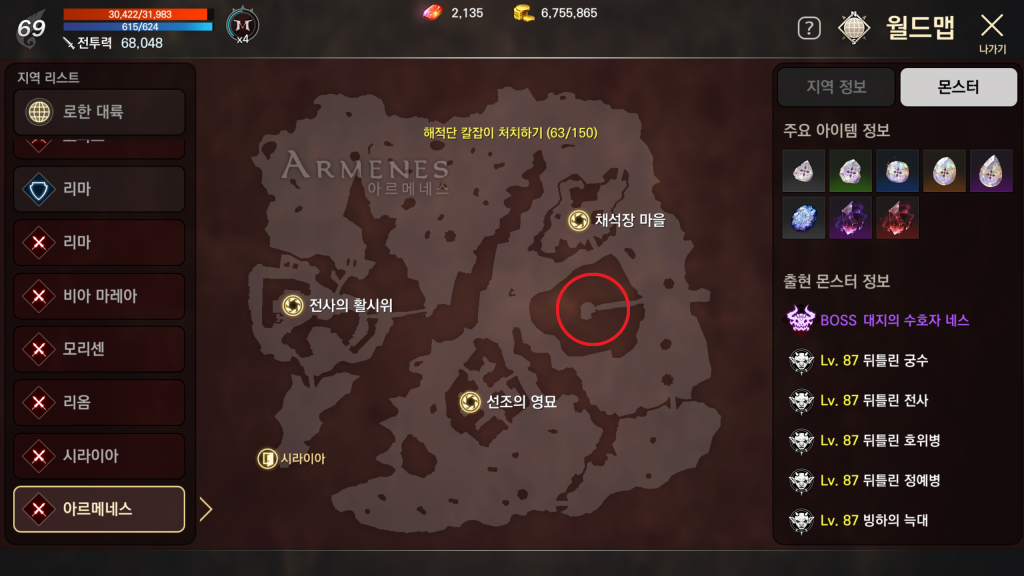 69
30,422/31,983
615/624
전투력 68,048
M
x4
2,135
6,755,865
?
월드맵
나가기
지역 리스트
로한 대륙
리마
리마
비아 마레아
모리센
리옴
시라이아
아르메네스
해적단 칼잡이 처치하기 (63/150)
ARMENES
아르메네스
채석장 마을
전사의 활시위
선조의 영묘
시라이아
지역 정보
몬스터
주요 아이템 정보
출현 몬스터 정보
BOSS 대지의 수호자 네스
Lv. 87 뒤틀린 궁수
Lv. 87 뒤틀린 전사
Lv. 87 뒤틀린 호위병
Lv. 87 뒤틀린 정예병
Lv. 87 빙하의 늑대